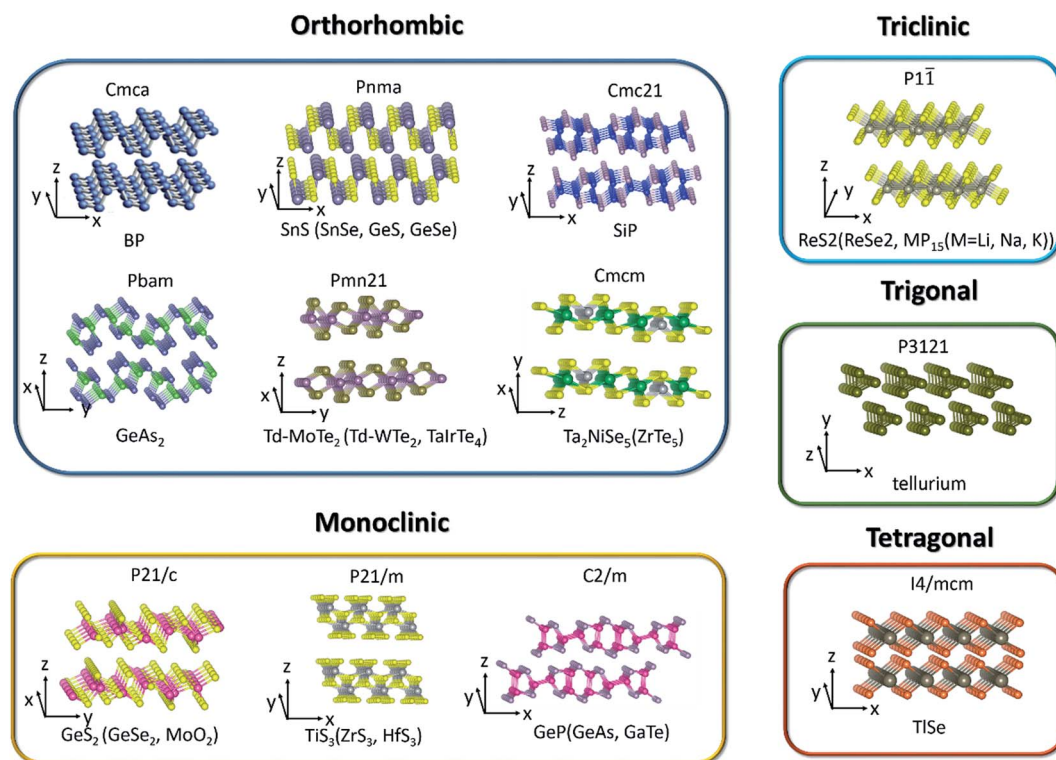 Orthorhombic
Cmca
z
y
x
BP
Pnma
z
y
x
SnS (SnSe, GeS, GeSe)
Cmc21
z
y
x
SiP
Pbam
z
x
y
GeAs₂
Pmn21
z
x
y
Td-MoTe₂ (Td-WTe₂, TaIrTe₄)
Cmcm
y
x
z
Ta₂NiSe₅(ZrTe₅)
Triclinic
P11̅
z
y
x
ReS2(ReSe2, MP₁₅(M=Li, Na, K))
Trigonal
P3121
y
z
x
tellurium
Monoclinic
P21/c
z
x
y
GeS₂ (GeSe₂, MoO₂)
P21/m
z
y
x
TiS₃(ZrS₃, HfS₃)
C2/m
z
y
x
GeP(GeAs, GaTe)
Tetragonal
I4/mcm
z
y
x
TlSe